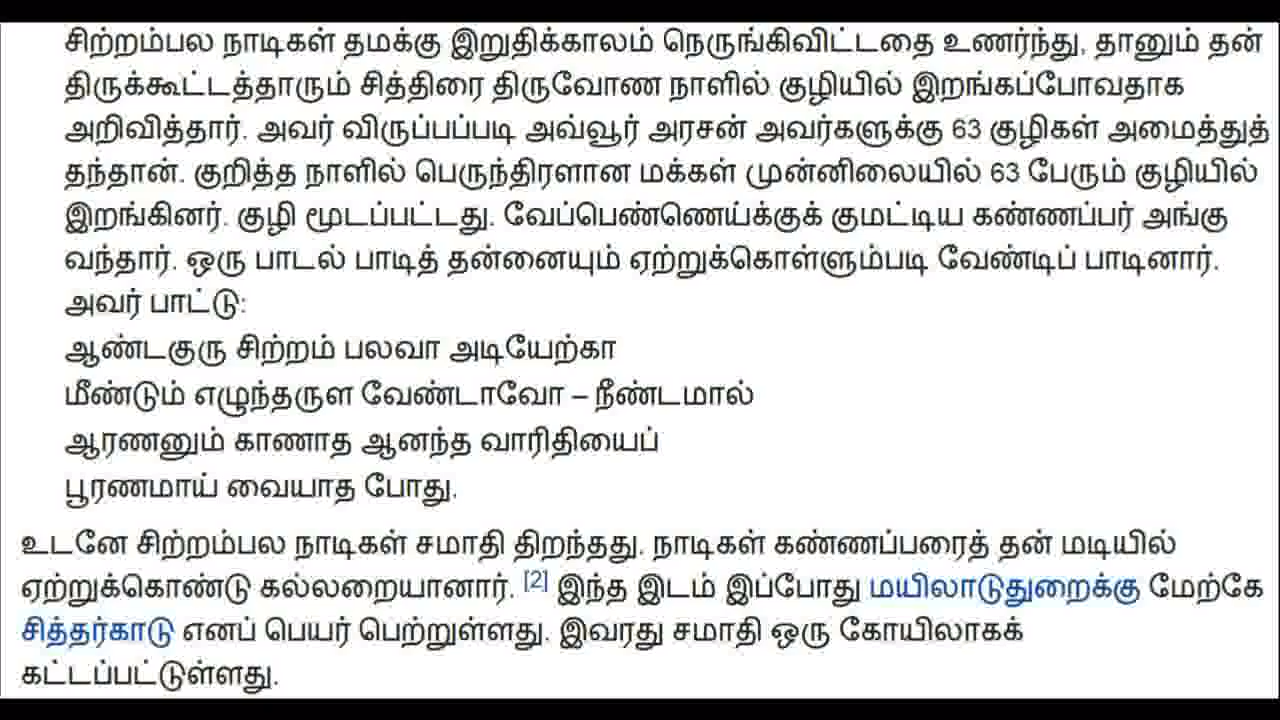 சிற்றம்பல நாடிகள் தமக்கு இறுதிக்காலம் நெருங்கிவிட்டதை உணர்ந்து, தானும் தன்
திருக்கூட்டத்தாரும் சித்திரை திருவோண நாளில் குழியில் இறங்கப்போவதாக
அறிவித்தார். அவர் விருப்பப்படி அவ்வூர் அரசன் அவர்களுக்கு 63 குழிகள் அமைத்துத்
தந்தான். குறித்த நாளில் பெருந்திரளான மக்கள் முன்னிலையில் 63 பேரும் குழியில்
இறங்கினர். குழி மூடப்பட்டது. வேப்பெண்ணெய்க்குக் குமட்டிய கண்ணப்பர் அங்கு
வந்தார். ஒரு பாடல் பாடித் தன்னையும் ஏற்றுக்கொள்ளும்படி வேண்டிப் பாடினார்.
அவர் பாட்டு:
ஆண்டகுரு சிற்றம் பலவா அடியேற்கா
மீண்டும் எழுந்தருள வேண்டாவோ – நீண்டமால்
ஆரணனும் காணாத ஆனந்த வாரிதியைப்
பூரணமாய் வையாத போது.
உடனே சிற்றம்பல நாடிகள் சமாதி திறந்தது. நாடிகள் கண்ணப்பரைத் தன் மடியில்
ஏற்றுக்கொண்டு கல்லறையானார். [2] இந்த இடம் இப்போது மயிலாடுதுறைக்கு மேற்கே
சித்தர்காடு எனப் பெயர் பெற்றுள்ளது. இவரது சமாதி ஒரு கோயிலாகக்
கட்டப்பட்டுள்ளது.